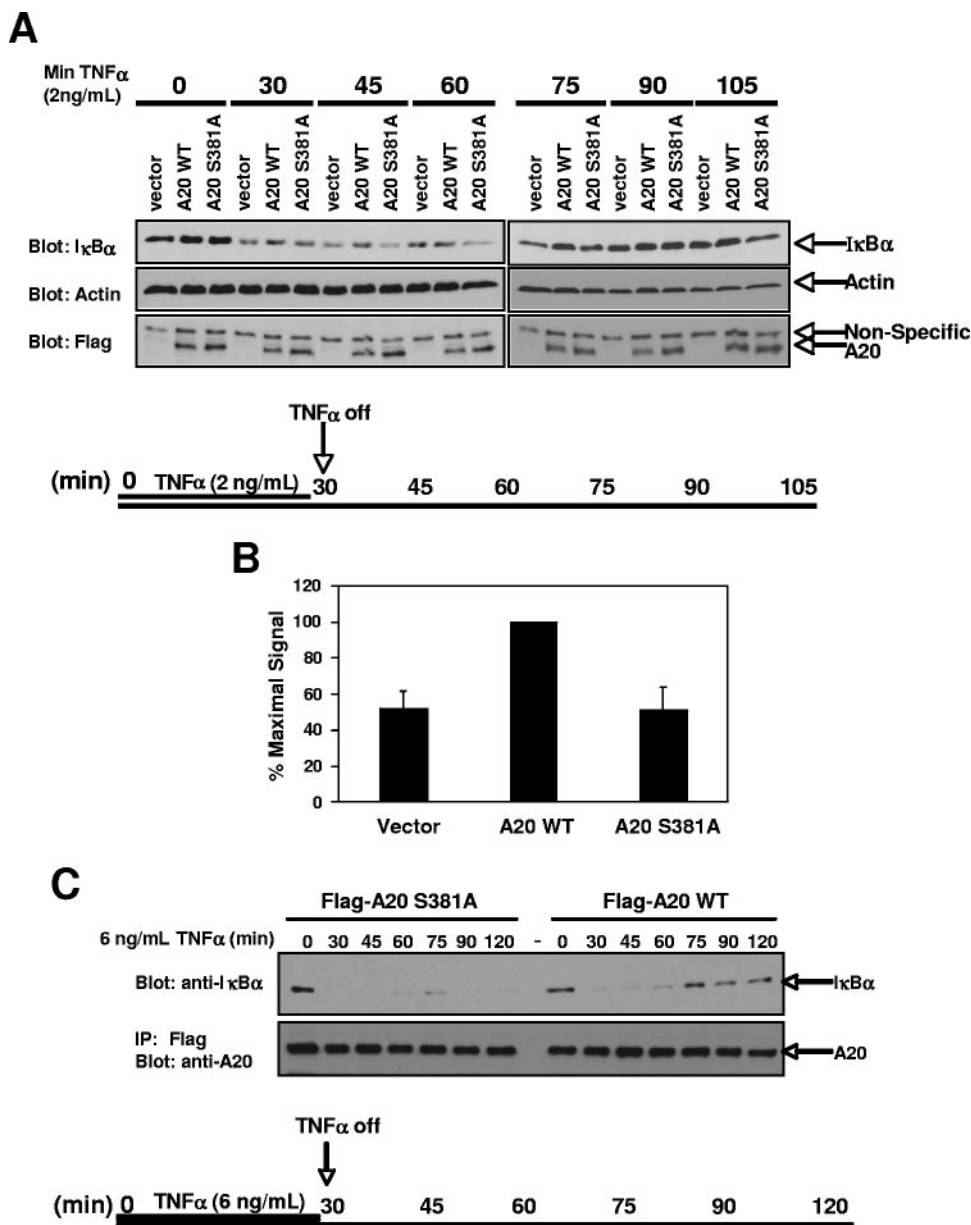 A
Min TNFα
(2ng/mL)
0 30 45 60 75 90 105
vector A20 WT A20 S381A vector A20 WT A20 S381A vector A20 WT A20 S381A vector A20 WT A20 S381A vector A20 WT A20 S381A vector A20 WT A20 S381A vector A20 WT A20 S381A
Blot: IκBα
IκBα
Blot: Actin
Actin
Blot: Flag
Non-Specific
A20
TNFα off
(min) 0 TNFα (2 ng/mL) 30 45 60 75 90 105
B
% Maximal Signal
120
100
80
60
40
20
0
Vector A20 WT A20 S381A
C
Flag-A20 S381A Flag-A20 WT
6 ng/mL TNFα (min) 0 30 45 60 75 90 120 - 0 30 45 60 75 90 120
Blot: anti-IκBα
IκBα
IP: Flag
Blot: anti-A20
A20
TNFα off
(min) 0 TNFα (6 ng/mL) 30 45 60 75 90 120